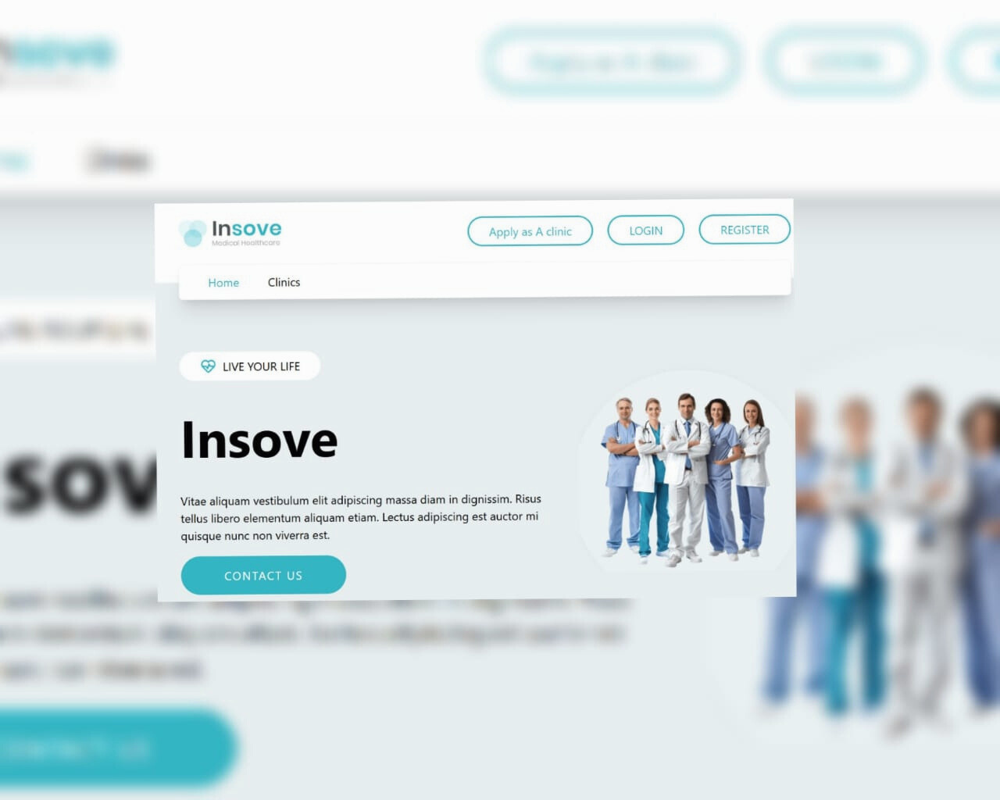 Insove
Medical Healthcare
Apply as A clinic
LOGIN
REGISTER
Home
Clinics
LIVE YOUR LIFE
Insove
Vitae aliquam vestibulum elit adipiscing massa diam in dignissim. Risus
tellus libero elementum aliquam etiam. Lectus adipiscing est auctor mi
quisque nunc non viverra est.
CONTACT US